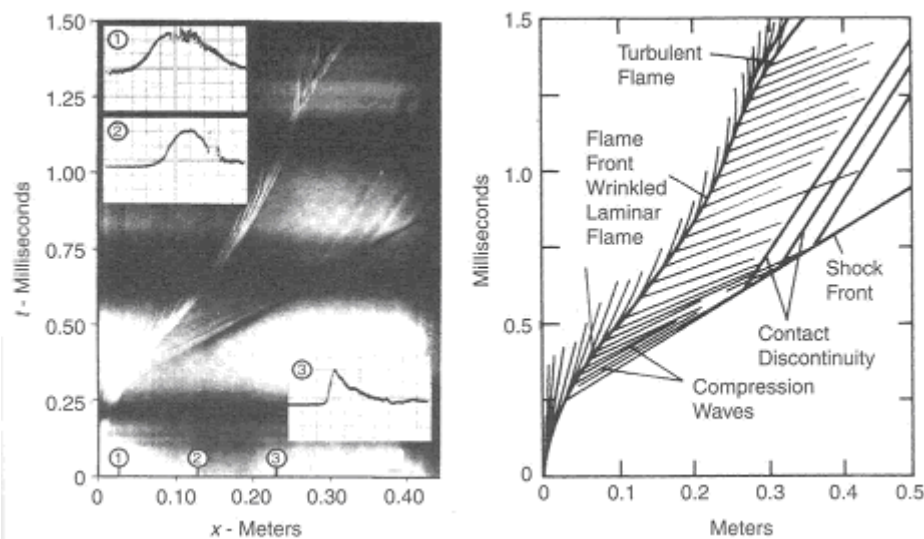 1.50
1.25
1.00
0.75
0.50
0.25
0
t - Milliseconds
①
②
③
①
②
③
0
0.10
0.20
0.30
0.40
x - Meters
1.5
1.0
0.5
0
Milliseconds
Turbulent
Flame
Flame
Front
Wrinkled
Laminar
Flame
Shock
Front
Contact
Discontinuity
Compression
Waves
0
0.1
0.2
0.3
0.4
0.5
Meters